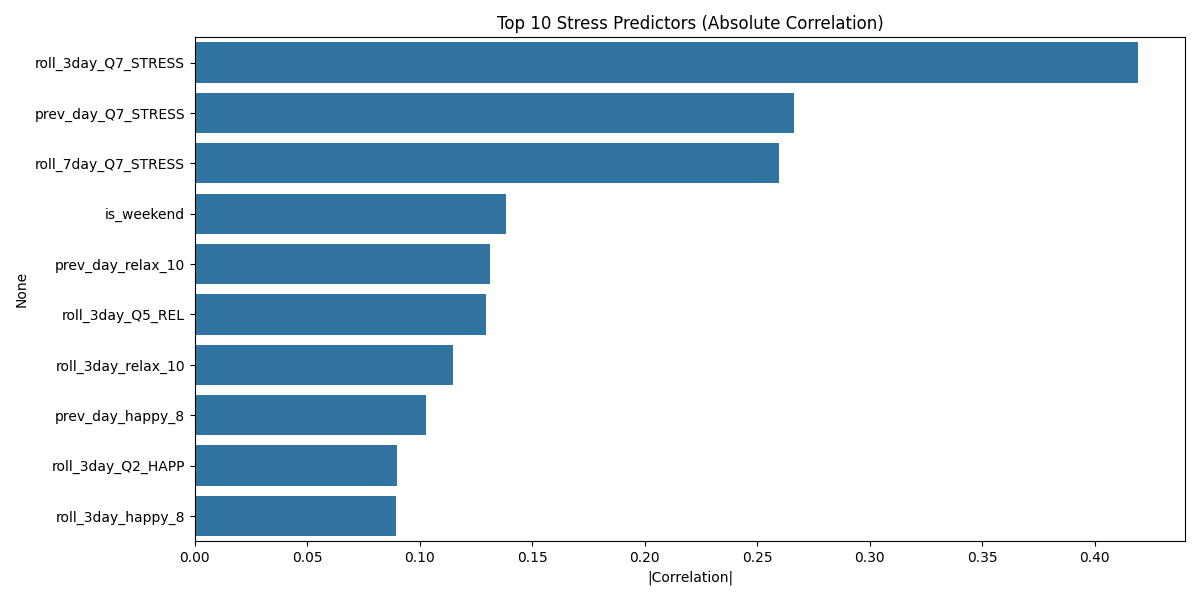 Top 10 Stress Predictors (Absolute Correlation)
roll_3day_Q7_STRESS
prev_day_Q7_STRESS
roll_7day_Q7_STRESS
is_weekend
prev_day_relax_10
roll_3day_Q5_REL
roll_3day_relax_10
prev_day_happy_8
roll_3day_Q2_HAPP
roll_3day_happy_8
None
0.00 0.05 0.10 0.15 0.20 0.25 0.30 0.35 0.40
|Correlation|